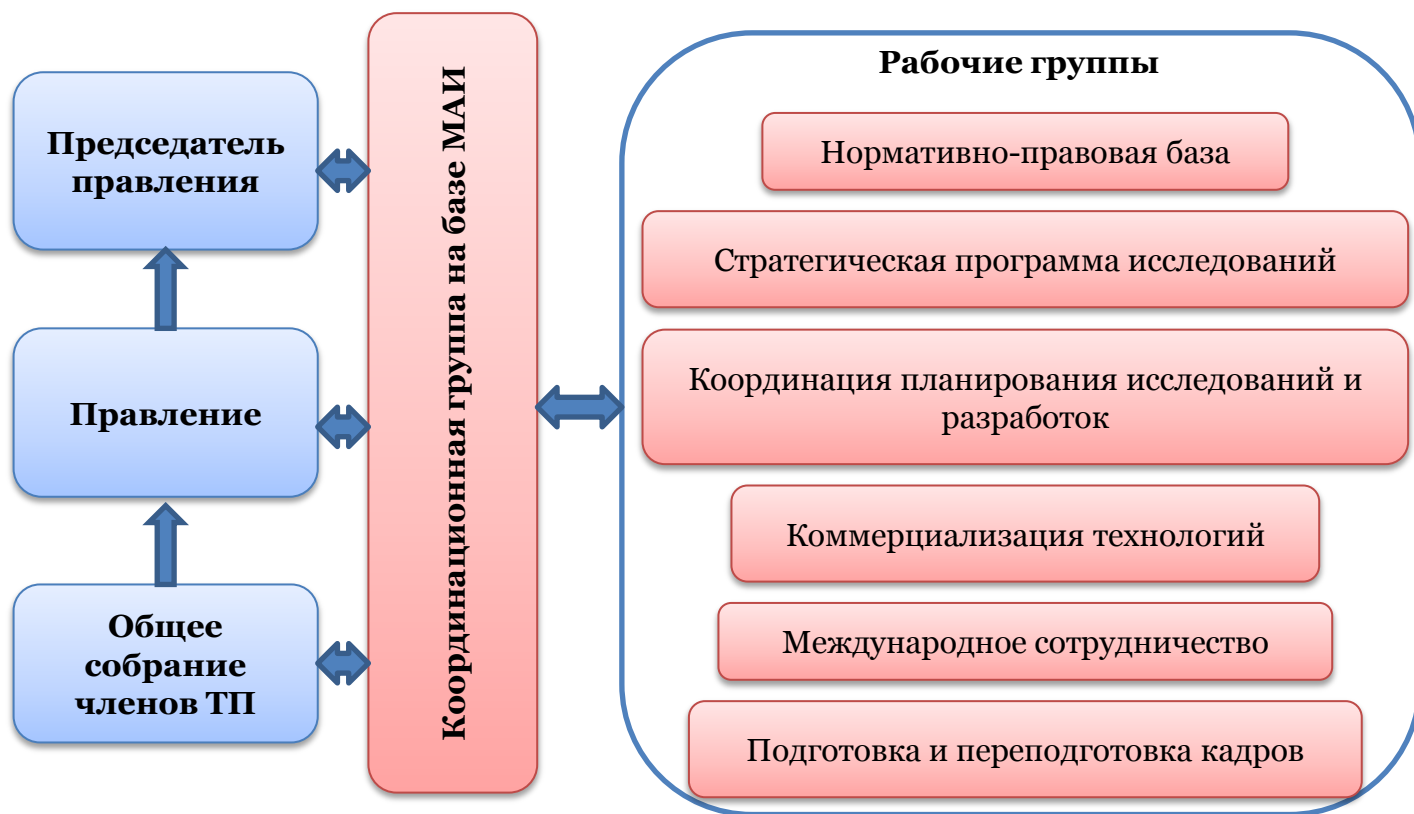 Председатель
правления
Правление
Общее
собрание
членов ТП
Координационная группа на базе МАИ
Рабочие группы
Нормативно-правовая база
Стратегическая программа исследований
Координация планирования исследований и
разработок
Коммерциализация технологий
Международное сотрудничество
Подготовка и переподготовка кадров